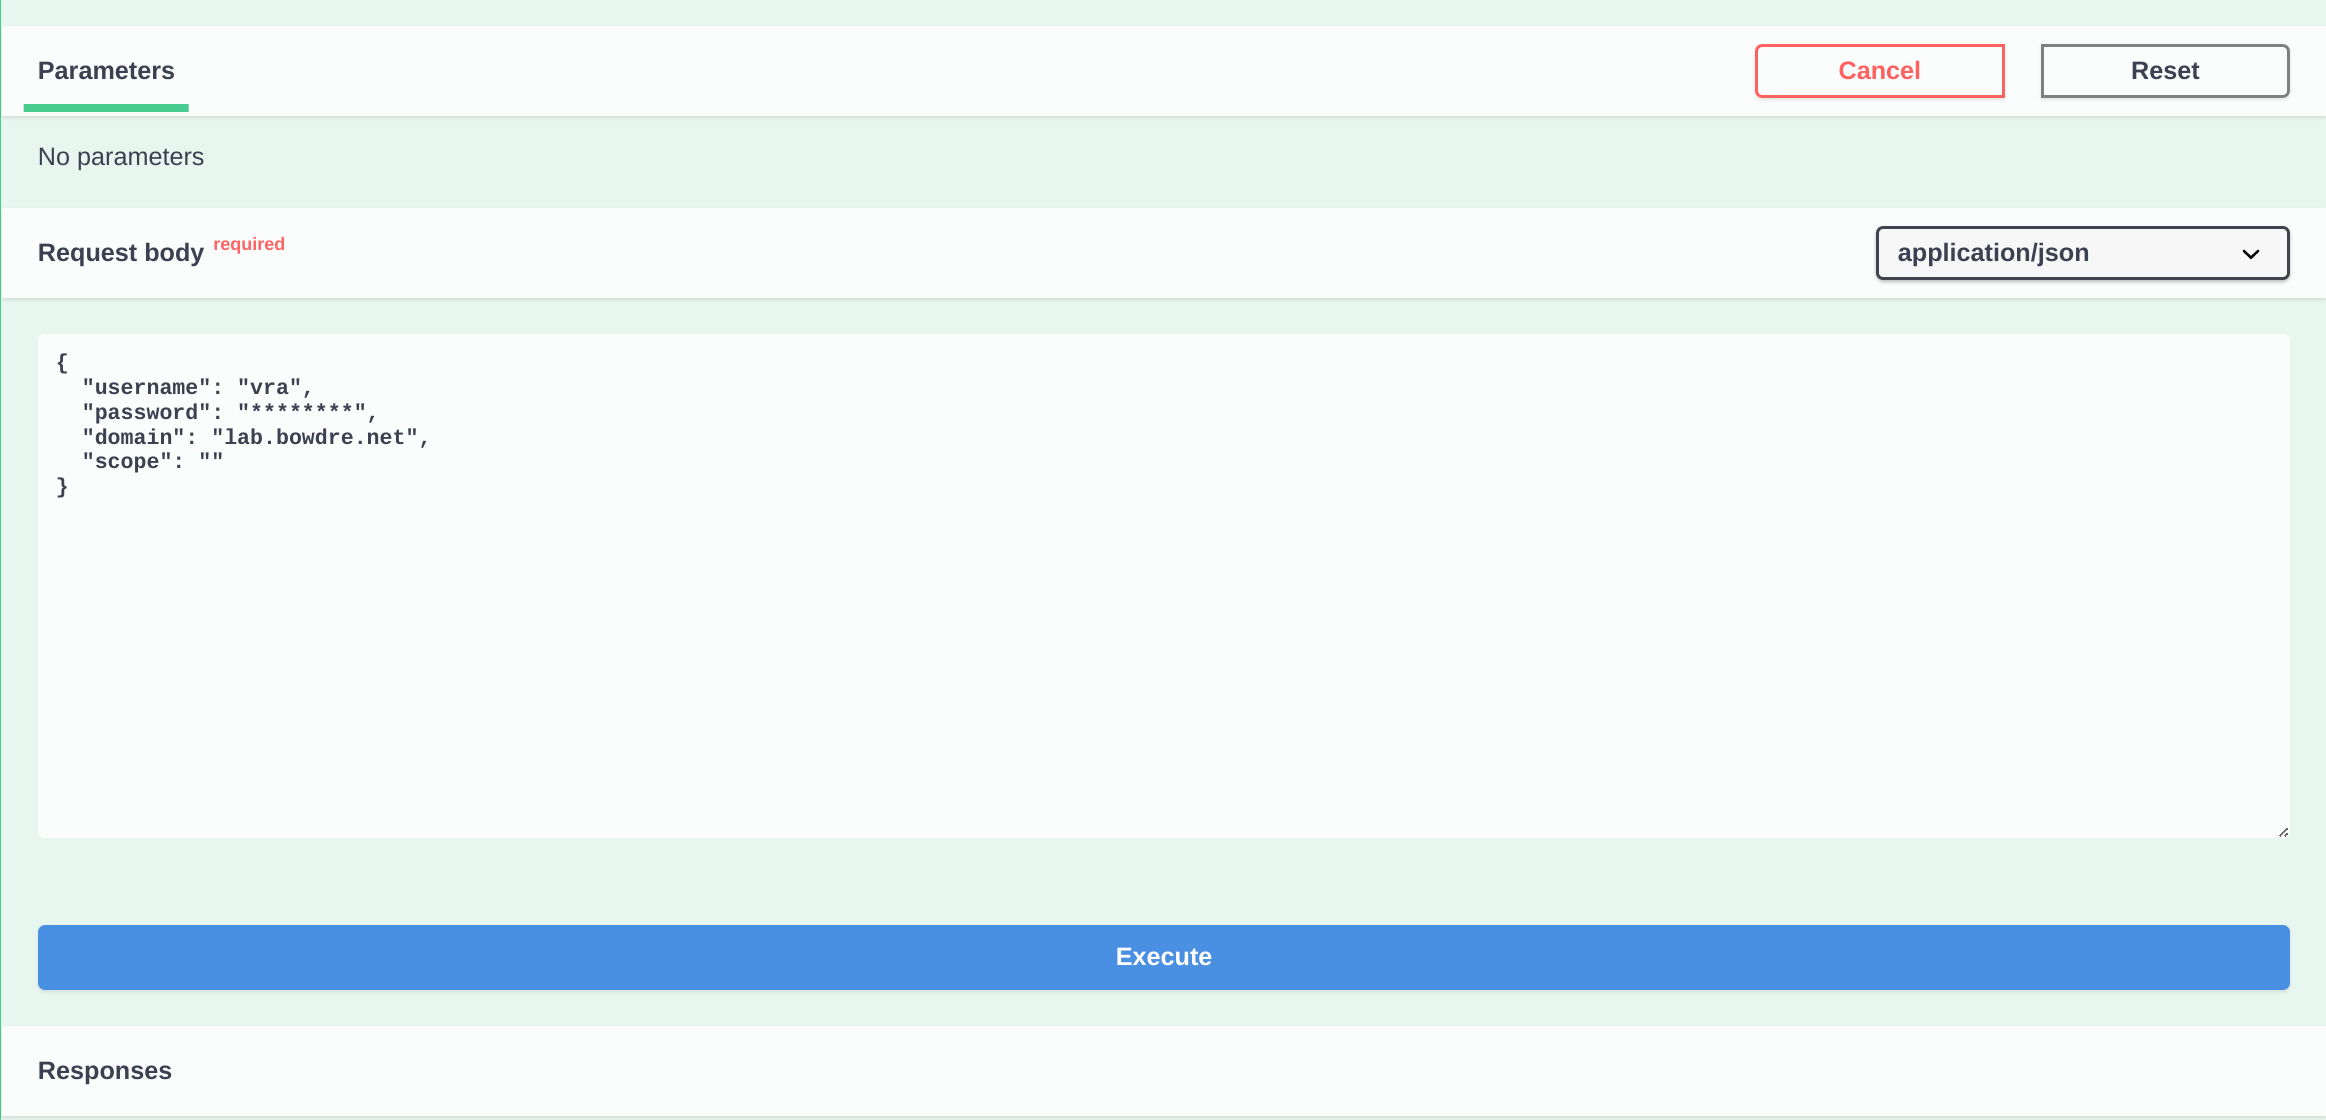 Parameters
Cancel
Reset
No parameters
Request body required
application/json
{
  "username": "vra",
  "password": "********",
  "domain": "lab.bowdre.net",
  "scope": ""
}
Execute
Responses